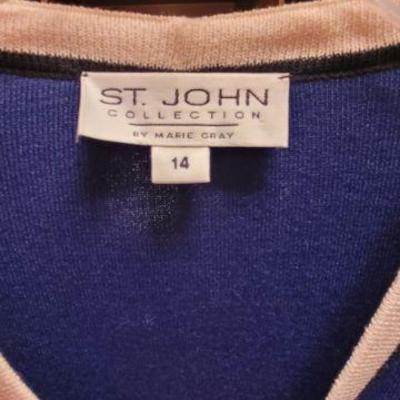 ST. JOHN
COLLECTION
BY MARIE GRAY
14